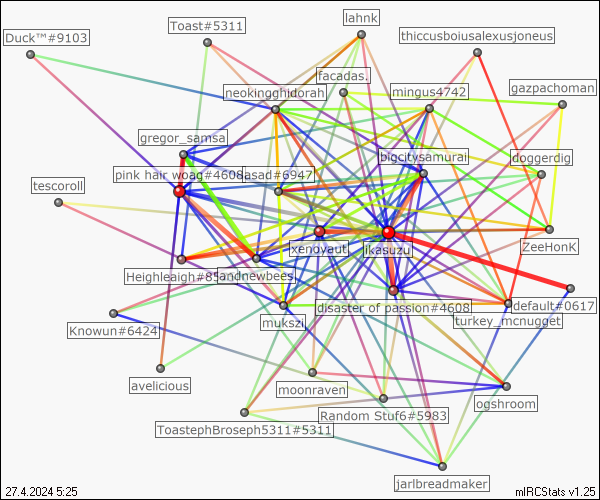 lahnk
Toast#5311
Duck™#9103
thiccusboiusalexusjoneus
facadas.
gazpachoman
neokingghidorah
mingus4742
gregor_samsa
bigcitysamurai
doggerdig
pink hair woag#4608
asad#6947
tescoroll
xenovaut
ikasuzu
ZeeHonK
Heighleaigh#85
andnewbees
disaster of passion#4608
default#0617
turkey_mcnugget
Knowun#6424
mukszi
avelicious
moonraven
ogshroom
Random Stuf6#5983
ToastephBroseph5311#5311
jarlbreadmaker
27.4.2024 5:25
mIRCStats v1.25